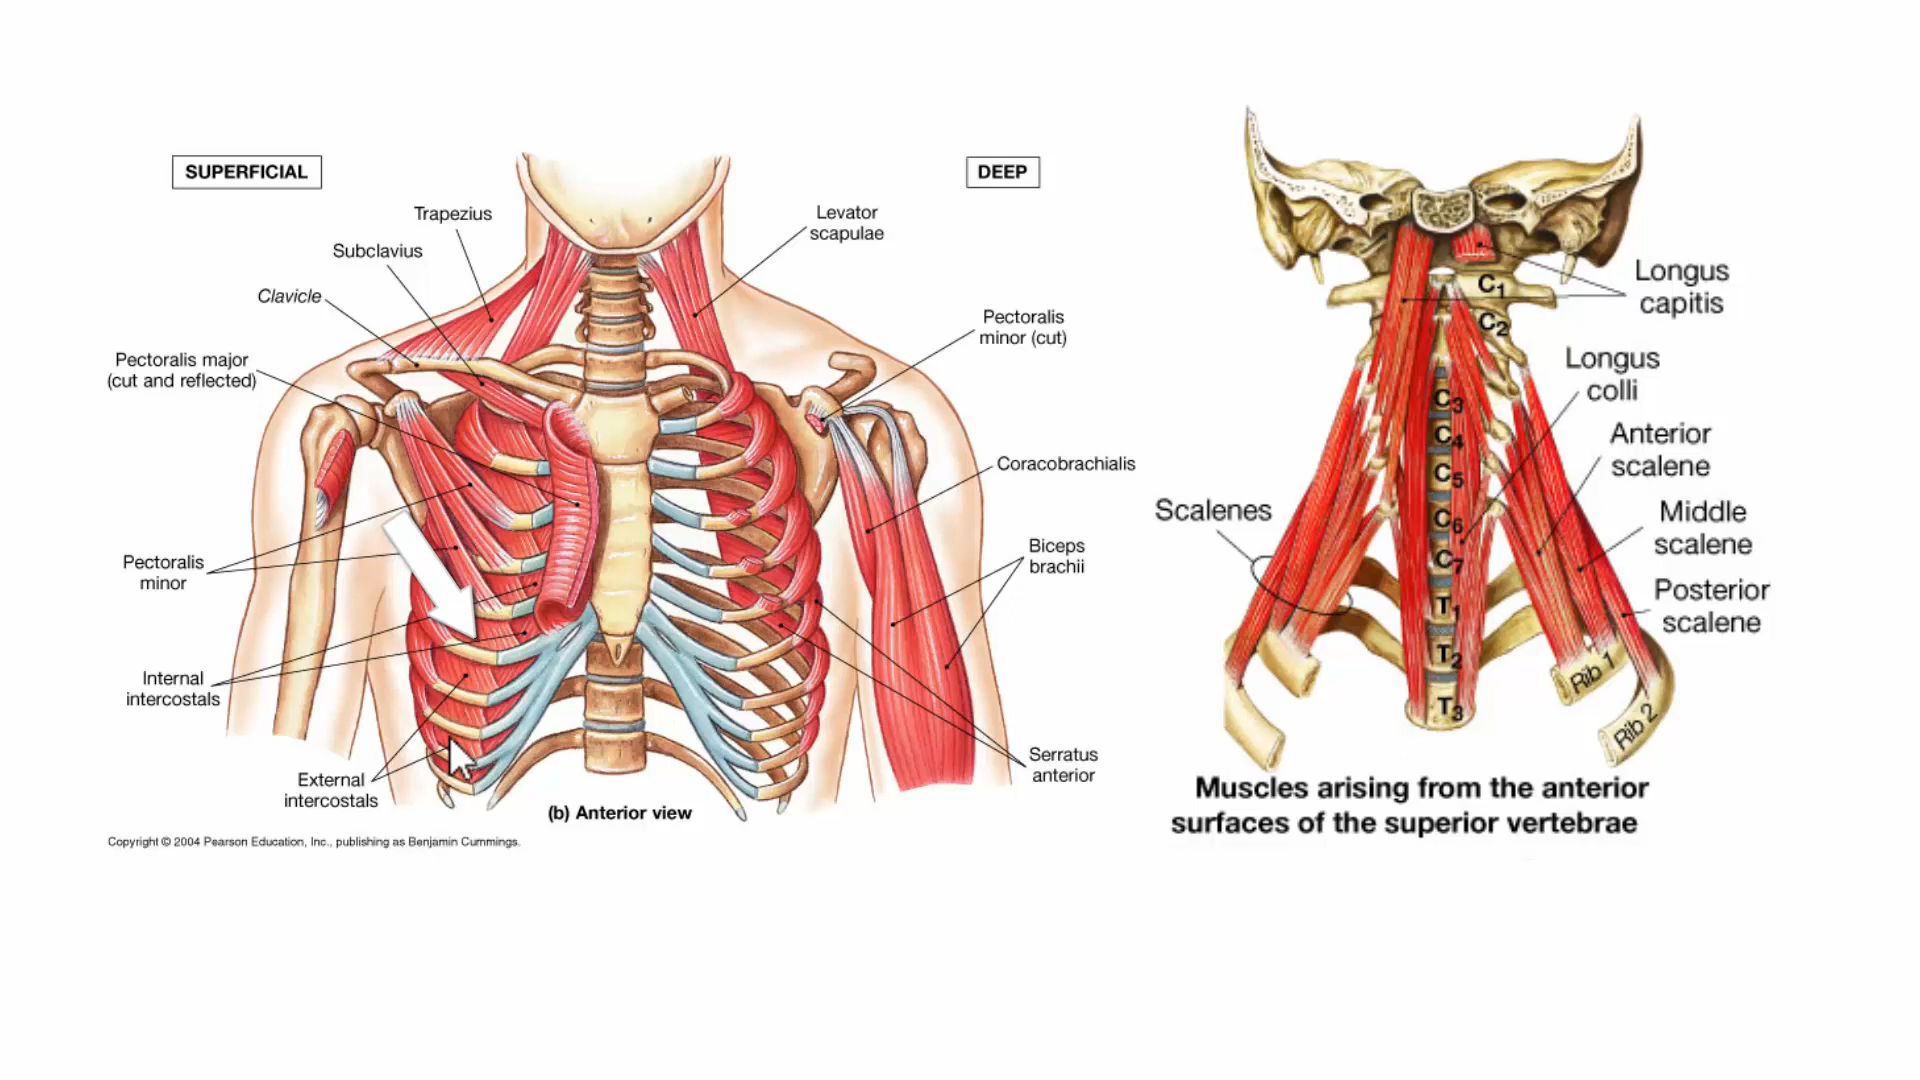 SUPERFICIAL
DEEP
Trapezius
Subclavius
Clavicle
Pectoralis major
(cut and reflected)
Pectoralis
minor
Internal
intercostals
External
intercostals
Levator
scapulae
Pectoralis
minor (cut)
Coracobrachialis
Biceps
brachii
Serratus
anterior
(b) Anterior view
Copyright © 2004 Pearson Education, Inc., publishing as Benjamin Cummings.
C1
C2
C3
C4
C5
C6
C7
T1
T2
T3
Longus
capitis
Longus
colli
Anterior
scalene
Scalenes
Middle
scalene
Posterior
scalene
Rib 1
Rib 2
Muscles arising from the anterior
surfaces of the superior vertebrae